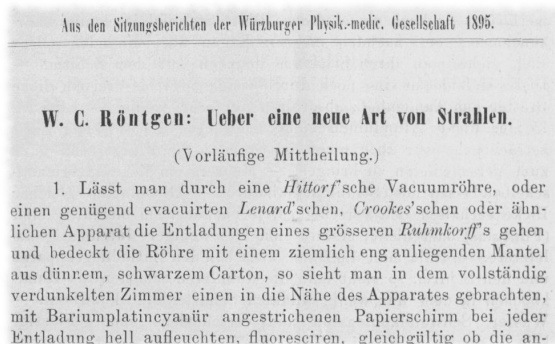 Aus den Sitzungsberichten der Würzburger Physik.-medic. Gesellschaft 1895.
W. C. Röntgen: Ueber eine neue Art von Strahlen.
(Vorläufige Mittheilung.)
1. Lässt man durch eine Hittorf'sche Vacuumröhre, oder
einen genügend evacuirten Lenard'schen, Crookes'schen oder ähn-
lichen Apparat die Entladungen eines grösseren Ruhmkorff's gehen
und bedeckt die Röhre mit einem ziemlich eng anliegenden Mantel
aus dünnem, schwarzem Carton, so sieht man in dem vollständig
verdunkelten Zimmer einen in die Nähe des Apparates gebrachten,
mit Bariumplatincyanür angestrichenen Papierschirm bei jeder
Entladung hell aufleuchten, fluoresciren, gleichgültig ob die an-